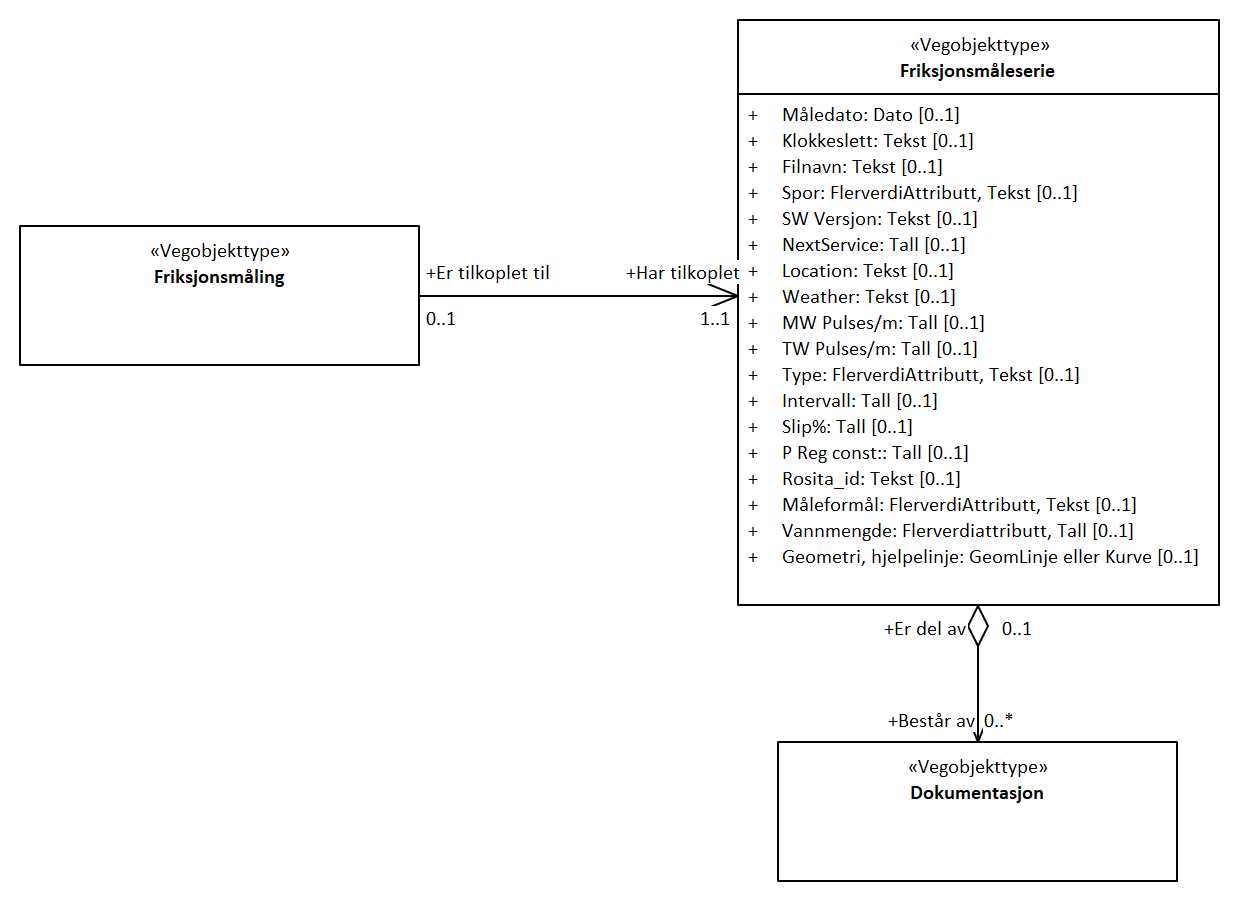 «Vegobjekttype»
Friksjonsmåleserie
+ Måledato: Dato [0..1]
+ Klokkeslett: Tekst [0..1]
+ Filnavn: Tekst [0..1]
+ Spor: FlerverdiAttributt, Tekst [0..1]
+ SW Versjon: Tekst [0..1]
+ NextService: Tall [0..1]
+ Location: Tekst [0..1]
+ Weather: Tekst [0..1]
+ MW Pulses/m: Tall [0..1]
+ TW Pulses/m: Tall [0..1]
+ Type: FlerverdiAttributt, Tekst [0..1]
+ Intervall: Tall [0..1]
+ Slip%: Tall [0..1]
+ P Reg const:: Tall [0..1]
+ Rosita_id: Tekst [0..1]
+ Måleformål: FlerverdiAttributt, Tekst [0..1]
+ Vannmengde: Flerverdiattributt, Tall [0..1]
+ Geometri, hjelpelinje: GeomLinje eller Kurve [0..1]
«Vegobjekttype»
Friksjonsmåling
+Er tilkoplet til
+Har tilkoplet
0..1
1..1
+Er del av
0..1
+Består av
0..*
«Vegobjekttype»
Dokumentasjon